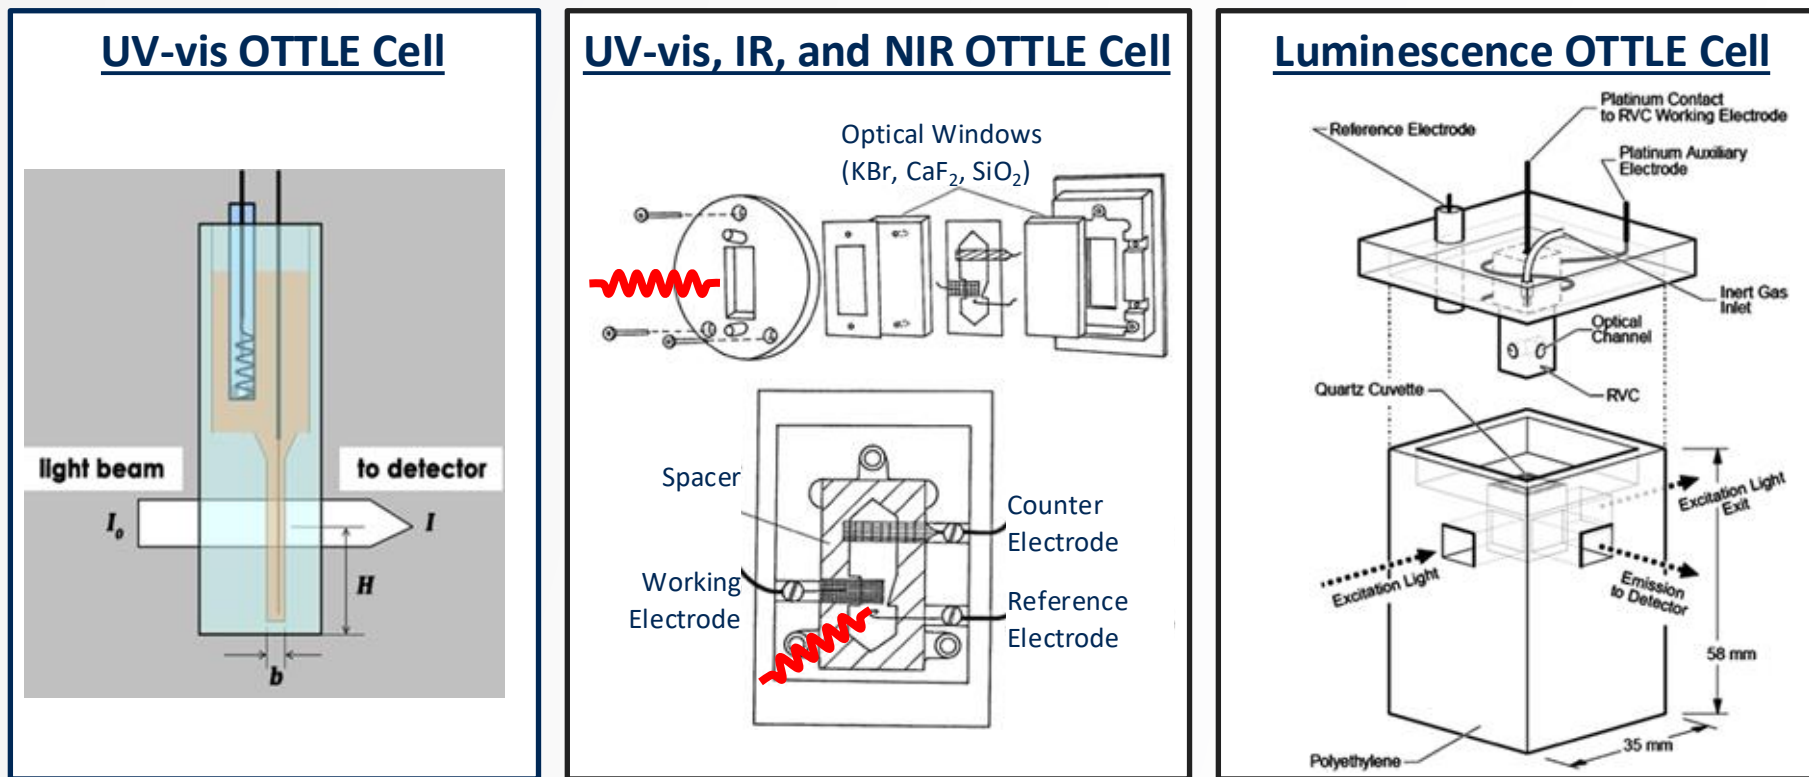 UV-vis OTTLE Cell
light beam
to detector
I₀
I
H
b
UV-vis, IR, and NIR OTTLE Cell
Optical Windows
(KBr, CaF₂, SiO₂)
Spacer
Counter
Electrode
Working
Electrode
Reference
Electrode
Luminescence OTTLE Cell
Platinum Contact
to RVC Working Electrode
Reference Electrode
Platinum Auxiliary
Electrode
Inert Gas
Inlet
Optical
Channel
Quartz Cuvette
RVC
Excitation Light
Exit
Excitation Light
Emission
to Detector
58 mm
35 mm
Polyethylene